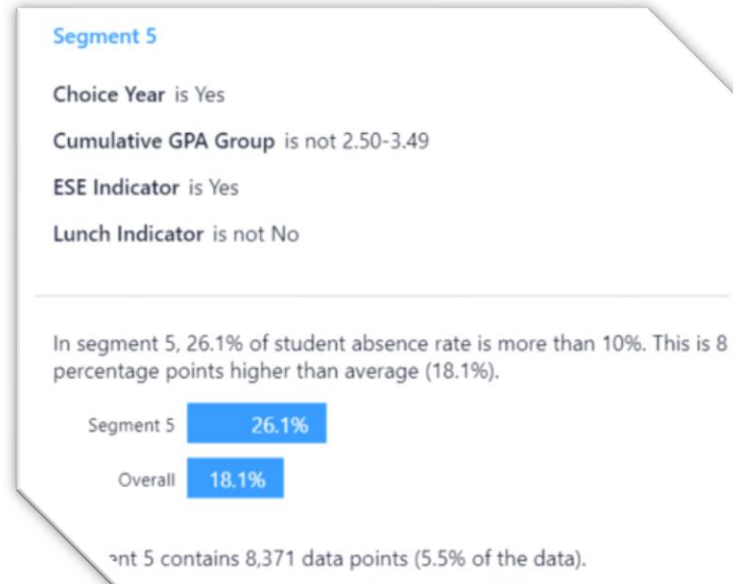 Segment 5
Choice Year is Yes
Cumulative GPA Group is not 2.50-3.49
ESE Indicator is Yes
Lunch Indicator is not No
In segment 5, 26.1% of student absence rate is more than 10%. This is 8
percentage points higher than average (18.1%).
Segment 5 26.1%
Overall 18.1%
5 contains 8,371 data points (5.5% of the data).